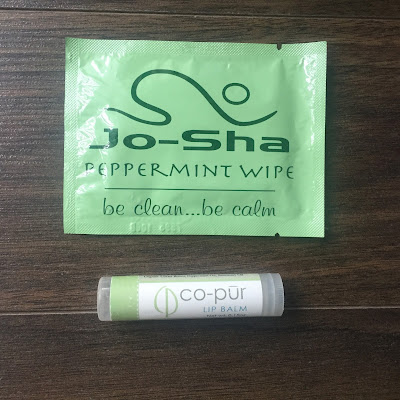 Jo-Sha
PEPPERMINT WIPE
be clean...be calm
co-pūr
LIP BALM